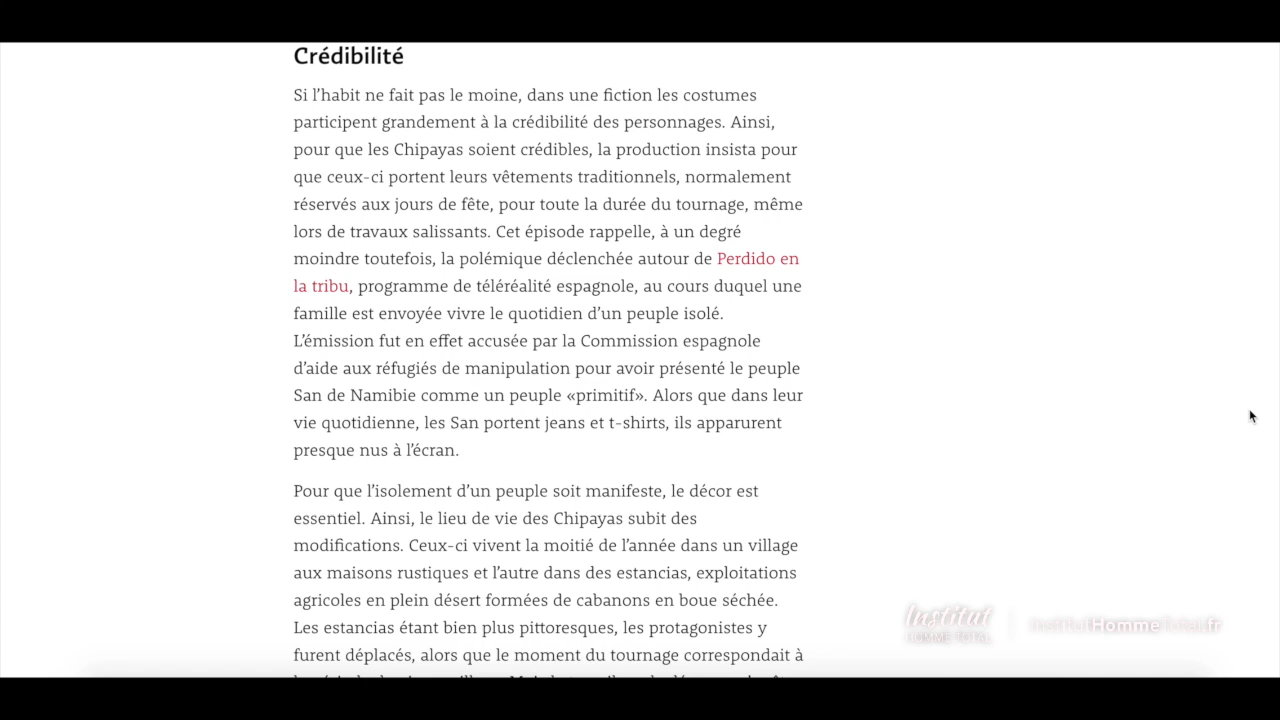 Crédibilité
Si l’habit ne fait pas le moine, dans une fiction les costumes
participent grandement à la crédibilité des personnages. Ainsi,
pour que les Chipayas soient crédibles, la production insista pour
que ceux-ci portent leurs vêtements traditionnels, normalement
réservés aux jours de fête, pour toute la durée du tournage, même
lors de travaux salissants. Cet épisode rappelle, à un degré
moindre toutefois, la polémique déclenchée autour de Perdido en
la tribu, programme de téléréalité espagnole, au cours duquel une
famille est envoyée vivre le quotidien d’un peuple isolé.
L’émission fut en effet accusée par la Commission espagnole
d’aide aux réfugiés de manipulation pour avoir présenté le peuple
San de Namibie comme un peuple «primitif». Alors que dans leur
vie quotidienne, les San portent jeans et t-shirts, ils apparurent
presque nus à l’écran.
Pour que l’isolement d’un peuple soit manifeste, le décor est
essentiel. Ainsi, le lieu de vie des Chipayas subit des
modifications. Ceux-ci vivent la moitié de l’année dans un village
aux maisons rustiques et l’autre dans des estancias, exploitations
agricoles en plein désert formées de cabanons en boue séchée.
Les estancias étant bien plus pittoresques, les protagonistes y
furent déplacés, alors que le moment du tournage correspondait à
Institut
HOMME TOTAL
institutHommeTotal.fr